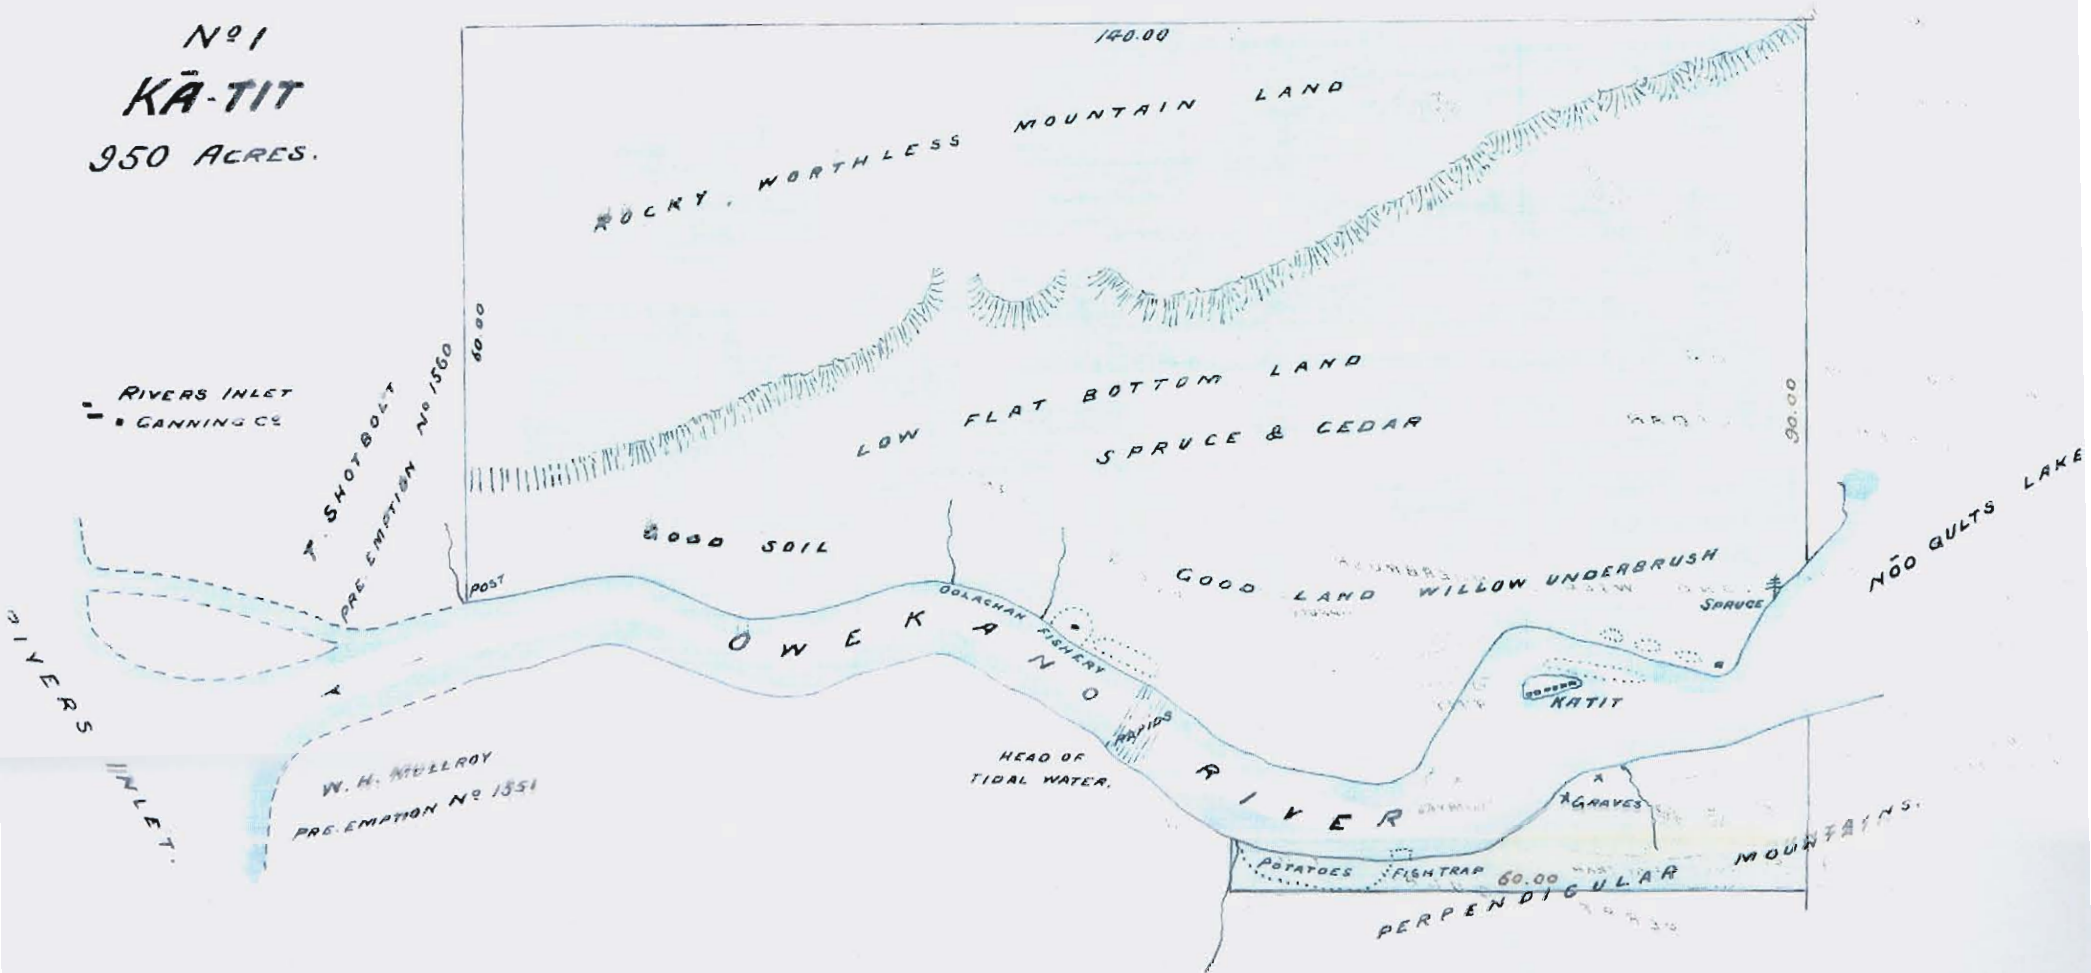 Nº 1
KĀ-TIT
950 ACRES.
140.00
ROCKY, WORTHLESS MOUNTAIN LAND
60.00
90.00
RIVERS INLET
CANNING Cº
T. SHOTBOLT
PRE-EMPTION Nº 1560
LOW FLAT BOTTOM LAND
SPRUCE & CEDAR
GOOD SOIL
GOOD LAND WILLOW UNDERBRUSH
NŌO QULTS LAKE
POST
OOLACHAN FISHERY
SPRUCE
OWEKANO RIVER
KATIT
RAPIDS
HEAD OF
TIDAL WATER.
RIVERS INLET.
W. H. MULLROY
PRE-EMPTION Nº 1551
GRAVES
POTATOES
FISHTRAP
60.00
PERPENDICULAR MOUNTAINS.